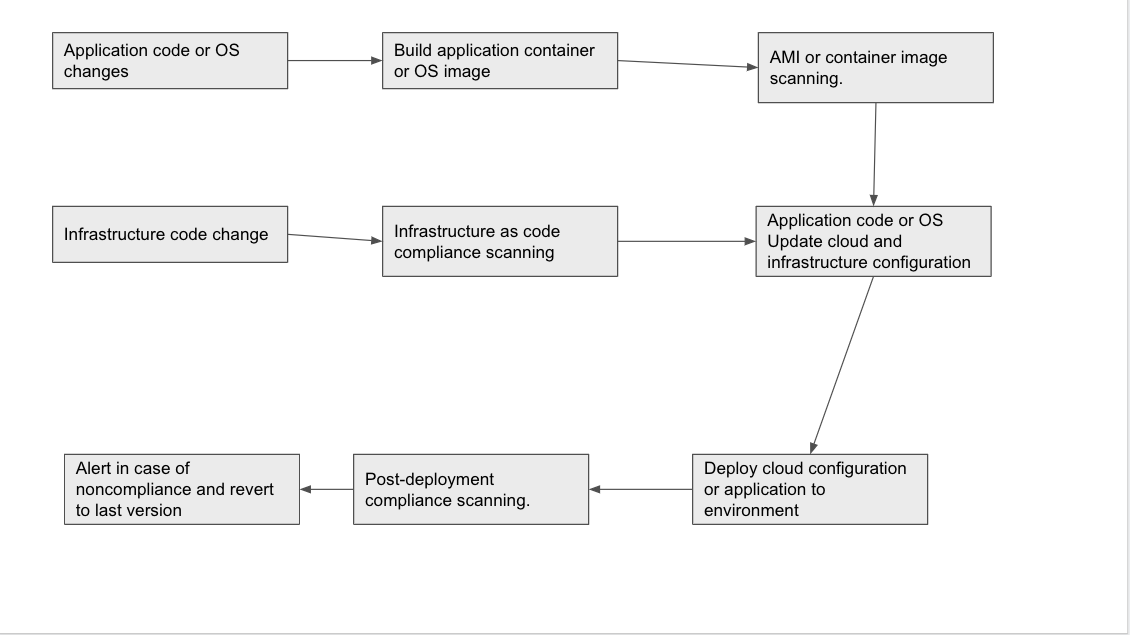 Application code or OS
changes
Build application container
or OS image
AMI or container image
scanning.
Infrastructure code change
Infrastructure as code
compliance scanning
Application code or OS
Update cloud and
infrastructure configuration
Alert in case of
noncompliance and revert
to last version
Post-deployment
compliance scanning.
Deploy cloud configuration
or application to
environment